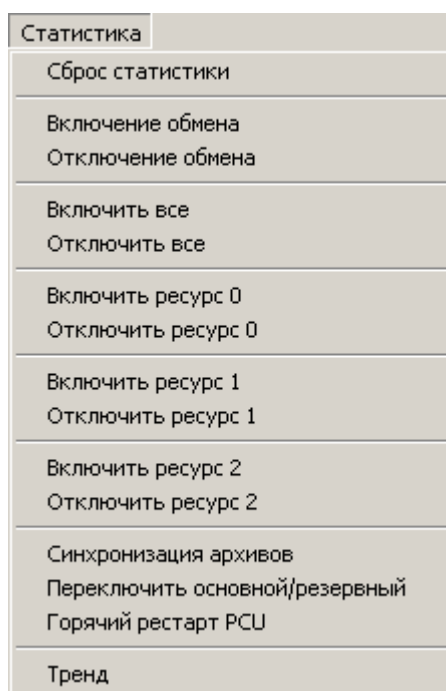 Статистика
Сброс статистики
Включение обмена
Отключение обмена
Включить все
Отключить все
Включить ресурс 0
Отключить ресурс 0
Включить ресурс 1
Отключить ресурс 1
Включить ресурс 2
Отключить ресурс 2
Синхронизация архивов
Переключить основной/резервный
Горячий рестарт PCU
Тренд